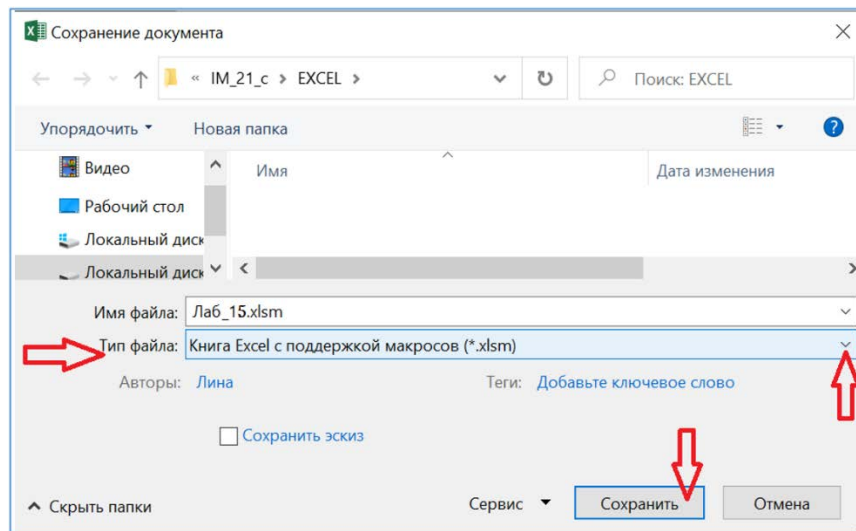 Сохранение документа
« IM_21_c > EXCEL >
Поиск: EXCEL
Упорядочить
Новая папка
Видео
Рабочий стол
Локальный диск
Локальный диск
Имя
Дата изменения
Имя файла: Лаб_15.xlsm
Тип файла: Книга Excel с поддержкой макросов (*.xlsm)
Авторы: Лина
Теги: Добавьте ключевое слово
Сохранить эскиз
Скрыть папки
Сервис
Сохранить
Отмена